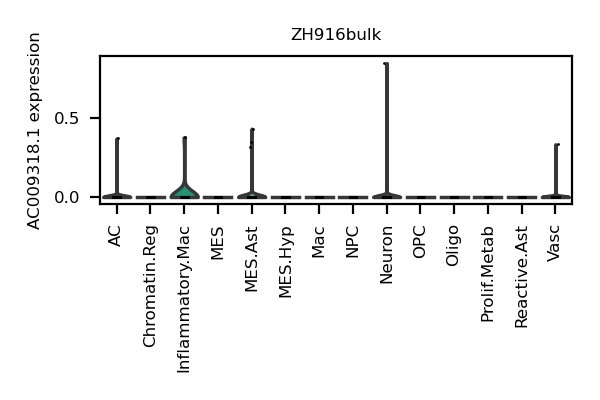 ZH916bulk
AC009318.1 expression
0.5
0.0
AC
Chromatin.Reg
Inflammatory.Mac
MES
MES.Ast
MES.Hyp
Mac
NPC
Neuron
OPC
Oligo
Prolif.Metab
Reactive.Ast
Vasc